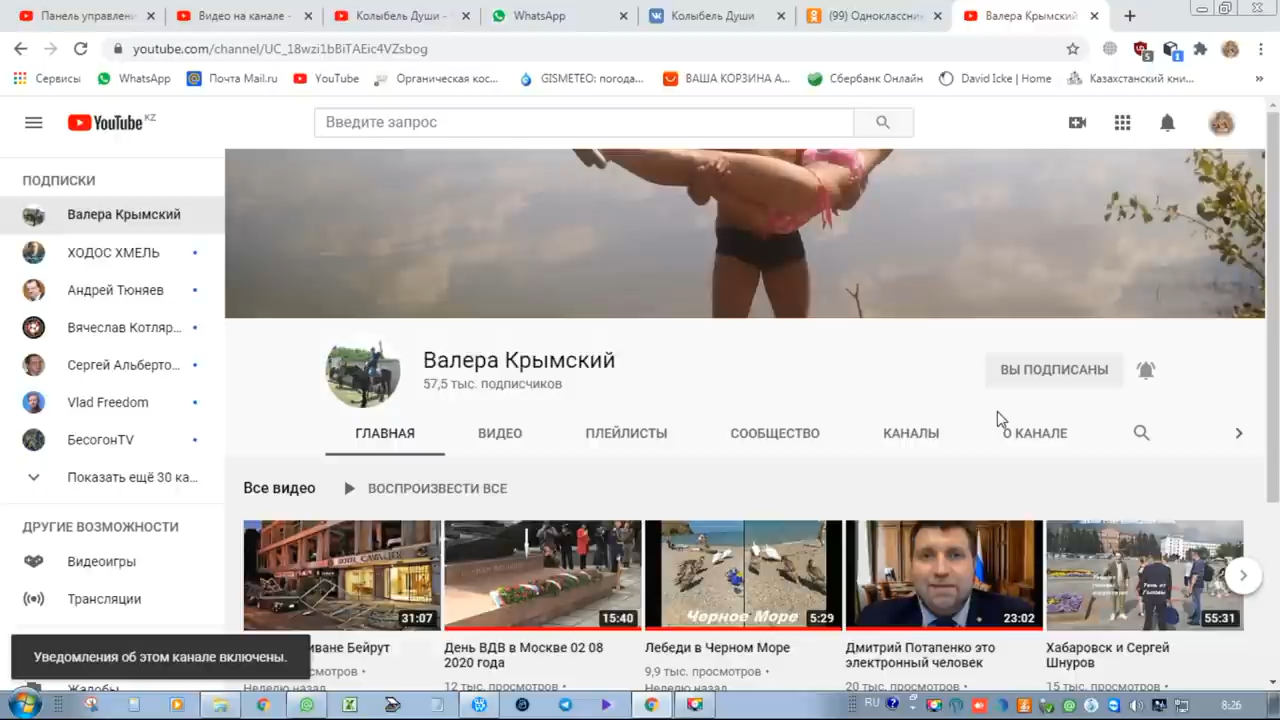 Панель управлени
Видео на канале -
Колыбель Души -
WhatsApp
Колыбель Души
(99) Одноклассни
Валера Крымский
youtube.com/channel/UC_18wzi1bBiTAEic4VZsbog
Сервисы
WhatsApp
Почта Mail.ru
YouTube
Органическая кос...
GISMETEO: погода...
ВАША КОРЗИНА A...
Сбербанк Онлайн
David Icke | Home
Казахстанский кни...
YouTube KZ
Введите запрос
ПОДПИСКИ
Валера Крымский
ХОДОС ХМЕЛЬ
Андрей Тюняев
Вячеслав Котляр...
Сергей Альберто...
Vlad Freedom
БесогонTV
Показать ещё 30 ка...
ДРУГИЕ ВОЗМОЖНОСТИ
Видеоигры
Трансляции
Жалобы
Уведомления об этом канале включены.
Валера Крымский
57,5 тыс. подписчиков
ВЫ ПОДПИСАНЫ
ГЛАВНАЯ
ВИДЕО
ПЛЕЙЛИСТЫ
СООБЩЕСТВО
КАНАЛЫ
О КАНАЛЕ
Все видео
ВОСПРОИЗВЕСТИ ВСЕ
31:07
15:40
Черное Море
5:29
23:02
55:31
иване Бейрут
росмотров •
Неделю назад
День ВДВ в Москве 02 08
2020 года
12 тыс. просмотров •
Лебеди в Черном Море
9,9 тыс. просмотров •
Неделю назад
Дмитрий Потапенко это
электронный человек
20 тыс. просмотров •
Хабаровск и Сергей
Шнуров
15 тыс. просмотров •
RU
8:26